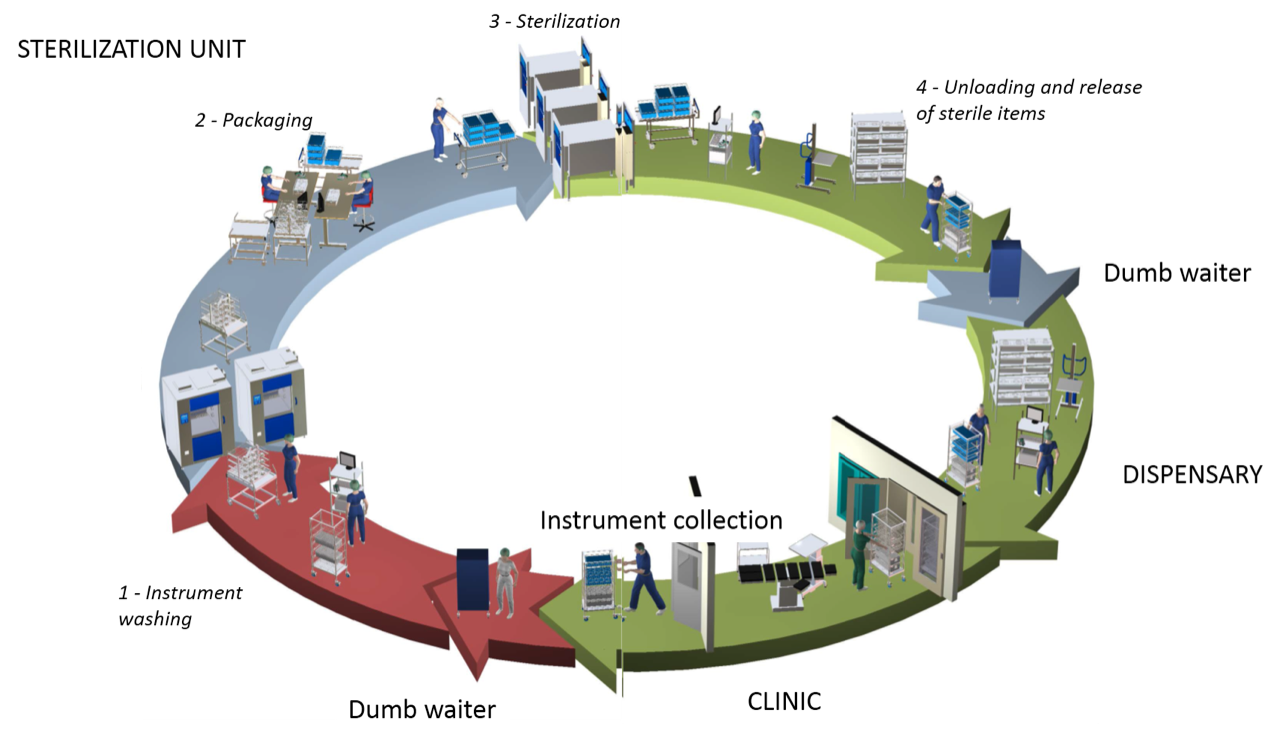 3 - Sterilization
STERILIZATION UNIT
4 - Unloading and release
of sterile items
2 - Packaging
Dumb waiter
DISPENSARY
Instrument collection
1 - Instrument
washing
CLINIC
Dumb waiter